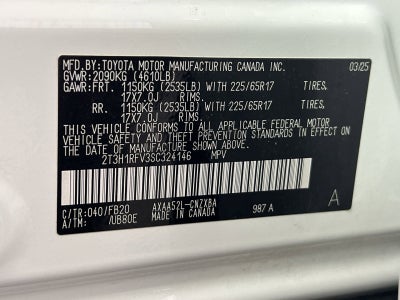 MFD.BY:TOYOTA MOTOR MANUFACTURING CANADA INC. 03/25
GVWR:2090KG (4610LB)
GAWR:FRT. 1150KG (2535LB) WITH 225/65R17 TIRES,
17X7.0J RIMS,
RR. 1150KG (2535LB) WITH 225/65R17 TIRES,
17X7.0J RIMS,
THIS VEHICLE CONFORMS TO ALL APPLICABLE FEDERAL MOTOR
VEHICLE SAFETY AND THEFT PREVENTION STANDARDS IN EFFECT
ON THE DATE OF MANUFACTURE SHOWN ABOVE.
2T3H1RFV3SC324146 MPV
C/TR:040/FB20 AXAA52L-CNZXBA 987 A A
A/TM: /UB80E MADE IN CANADA